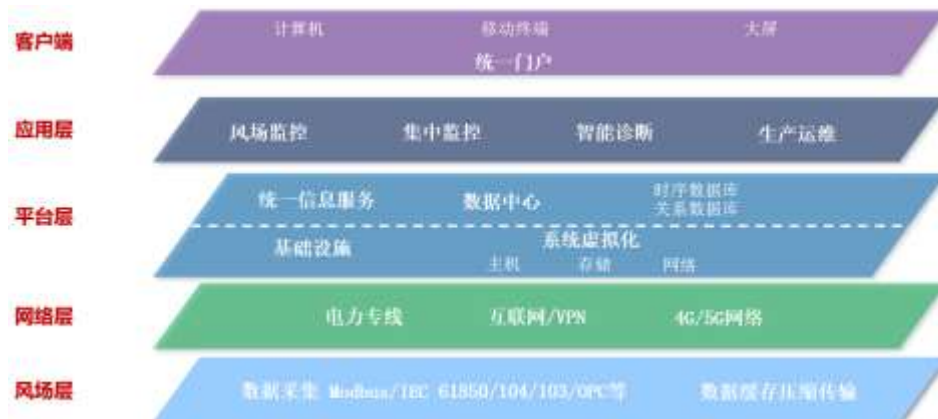 客户端
计算机 移动终端 大屏
统一门户
应用层
风场监控 集中监控 智能诊断 生产运维
平台层
统一信息服务 数据中心 时序数据库
关系数据库
基础设施 系统虚拟化
主机 存储 网络
网络层
电力专线 互联网/VPN 4G/5G网络
风场层
数据采集 Modbus/IEC 61850/104/103/OPC等 数据缓存压缩传输